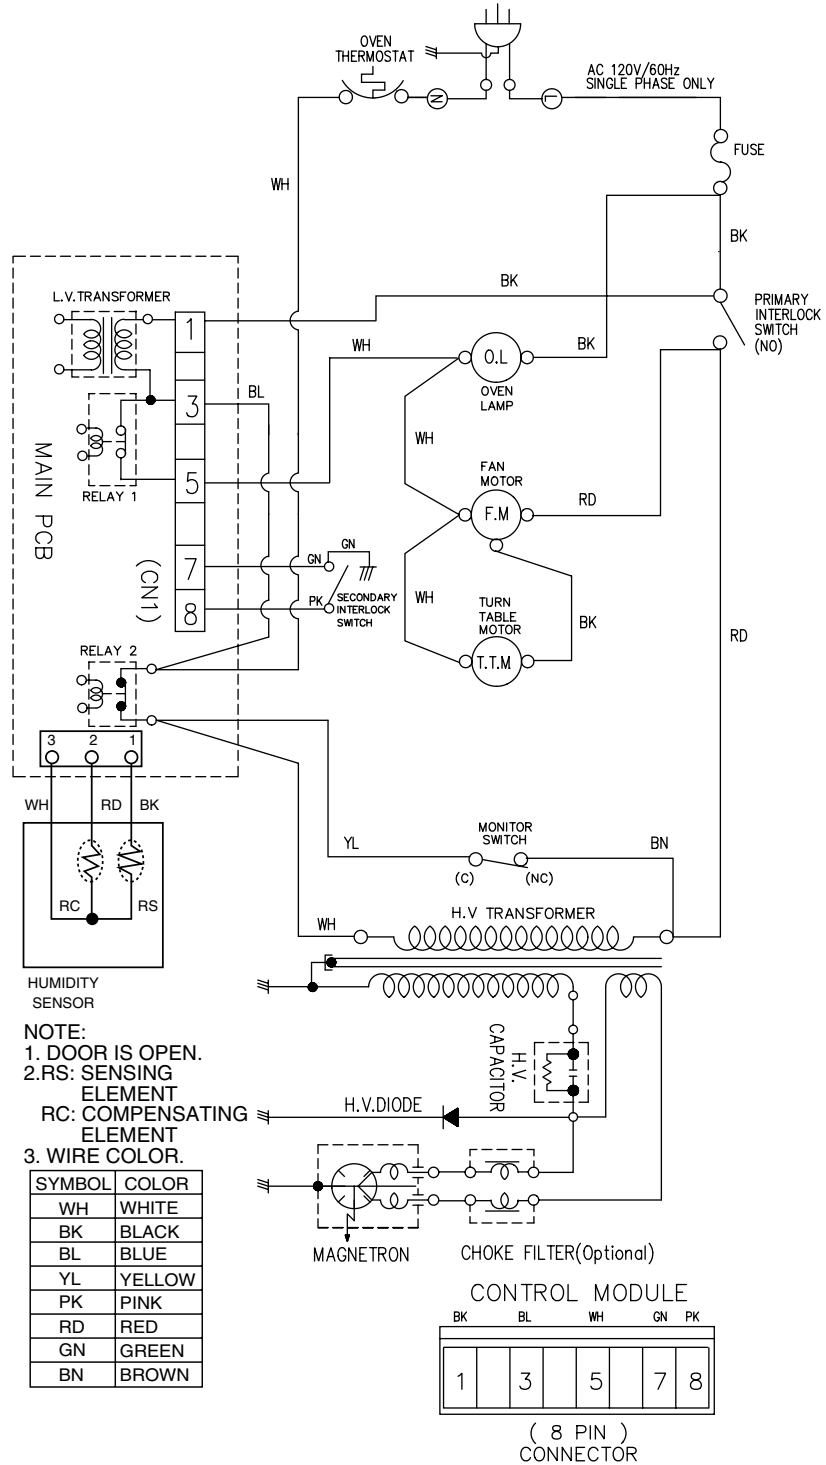 OVEN
THERMOSTAT
N
L
AC 120V/60Hz
SINGLE PHASE ONLY
FUSE
WH
BK
BK
L.V.TRANSFORMER
PRIMARY
INTERLOCK
SWITCH
(NO)
1
WH
O.L
BK
OVEN
LAMP
3
BL
WH
RELAY 1
5
FAN
MOTOR
F.M
RD
MAIN PCB
(CN1)
7
GN
GN
8
PK
SECONDARY
INTERLOCK
SWITCH
WH
TURN
TABLE
MOTOR
T.T.M
BK
RD
RELAY 2
3 2 1
WH RD BK
RC RS
HUMIDITY
SENSOR
YL
MONITOR
SWITCH
(C) (NC)
BN
WH
H.V TRANSFORMER
H.V.
CAPACITOR
H.V.DIODE
MAGNETRON
CHOKE FILTER(Optional)
NOTE:
1. DOOR IS OPEN.
2.RS: SENSING
ELEMENT
RC: COMPENSATING
ELEMENT
3. WIRE COLOR.
SYMBOL COLOR
WH WHITE
BK BLACK
BL BLUE
YL YELLOW
PK PINK
RD RED
GN GREEN
BN BROWN
CONTROL MODULE
BK BL WH GN PK
1 3 5 7 8
( 8 PIN )
CONNECTOR